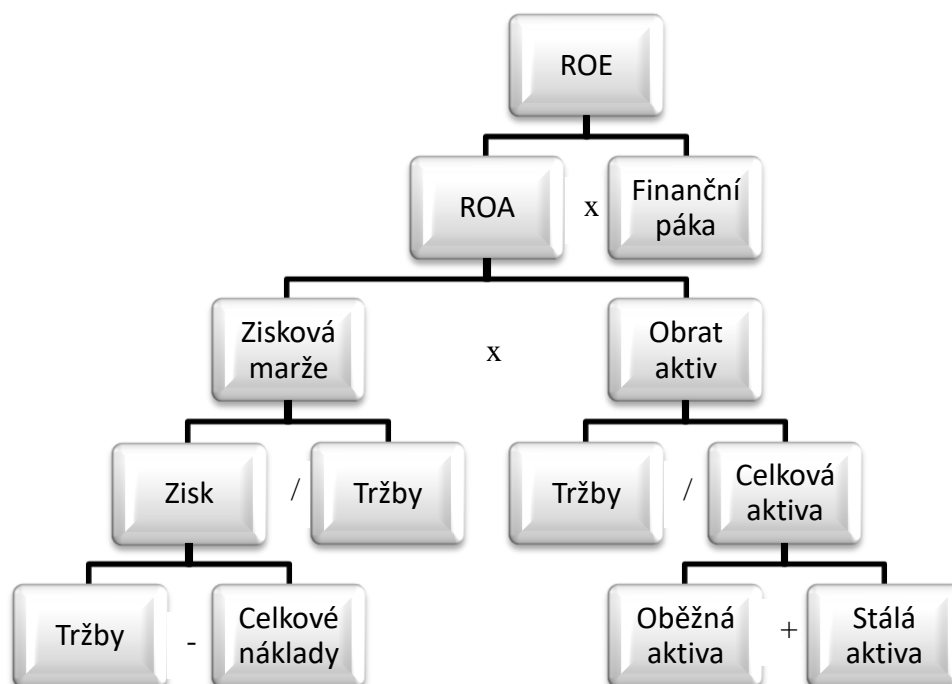 ROE
ROA x Finanční
páka
Zisková
marže
x
Obrat
aktiv
Zisk / Tržby
Tržby / Celková
aktiva
Tržby - Celkové
náklady
Oběžná
aktiva
+
Stálá
aktiva